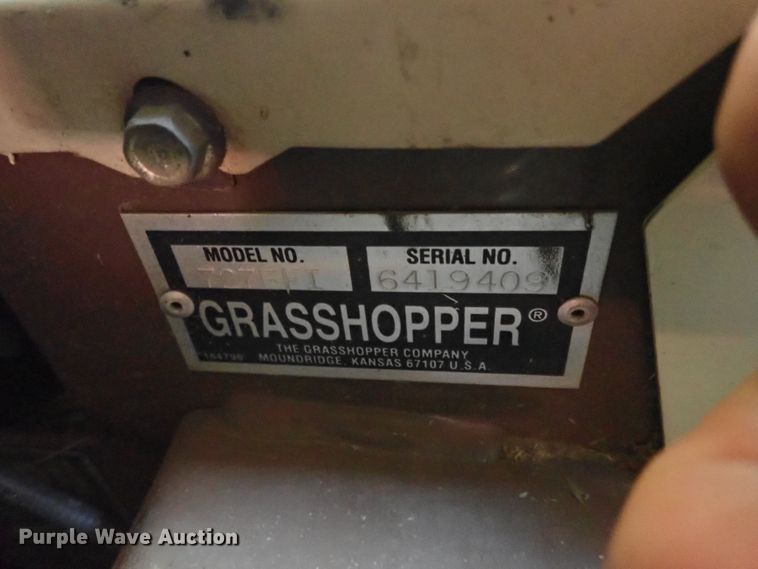 MODEL NO. SERIAL NO.
6419409
GRASSHOPPER®
THE GRASSHOPPER COMPANY
MOUNDRIDGE, KANSAS 67107 U.S.A.
Purple Wave Auction